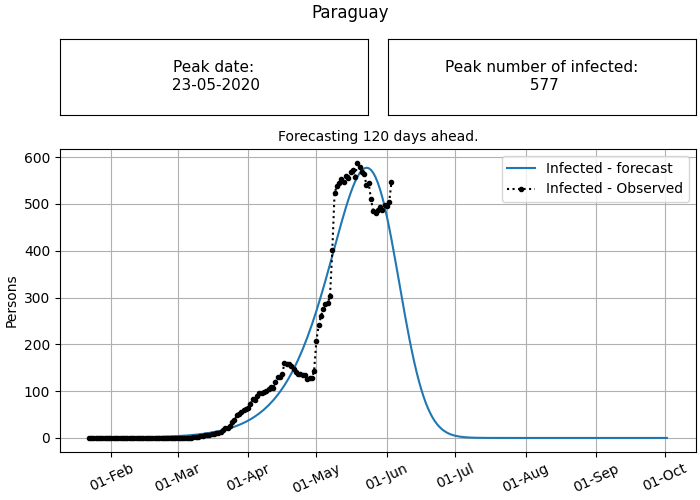 Paraguay
Peak date:
23-05-2020
Peak number of infected:
577
Forecasting 120 days ahead.
Infected - forecast
Infected - Observed
Persons
600
500
400
300
200
100
0
01-Feb
01-Mar
01-Apr
01-May
01-Jun
01-Jul
01-Aug
01-Sep
01-Oct